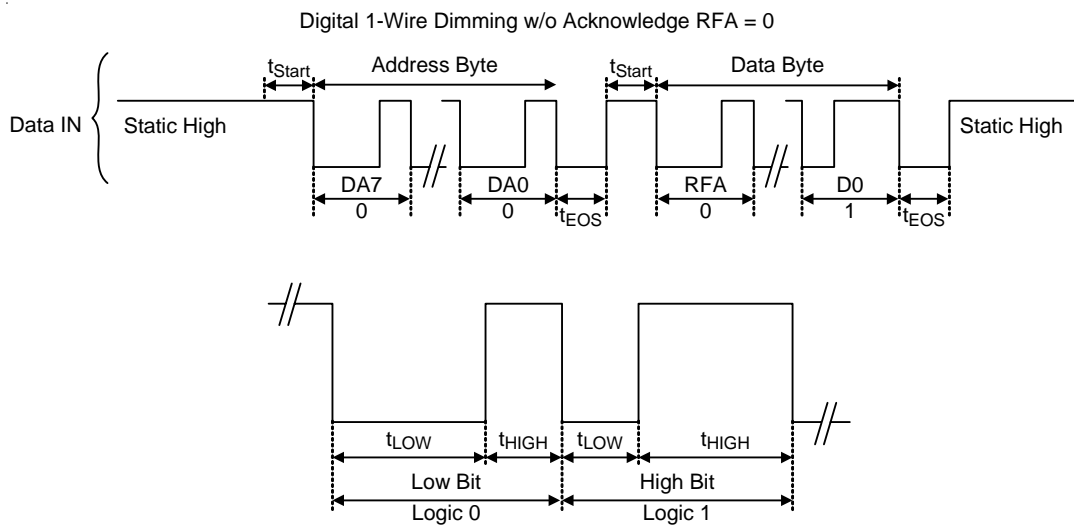 Digital 1-Wire Dimming w/o Acknowledge RFA = 0
tStart Address Byte tStart Data Byte
Data IN Static High Static High
DA7 DA0 RFA D0
0 0 tEOS 0 1 tEOS
tLOW tHIGH tLOW tHIGH
Low Bit High Bit
Logic 0 Logic 1